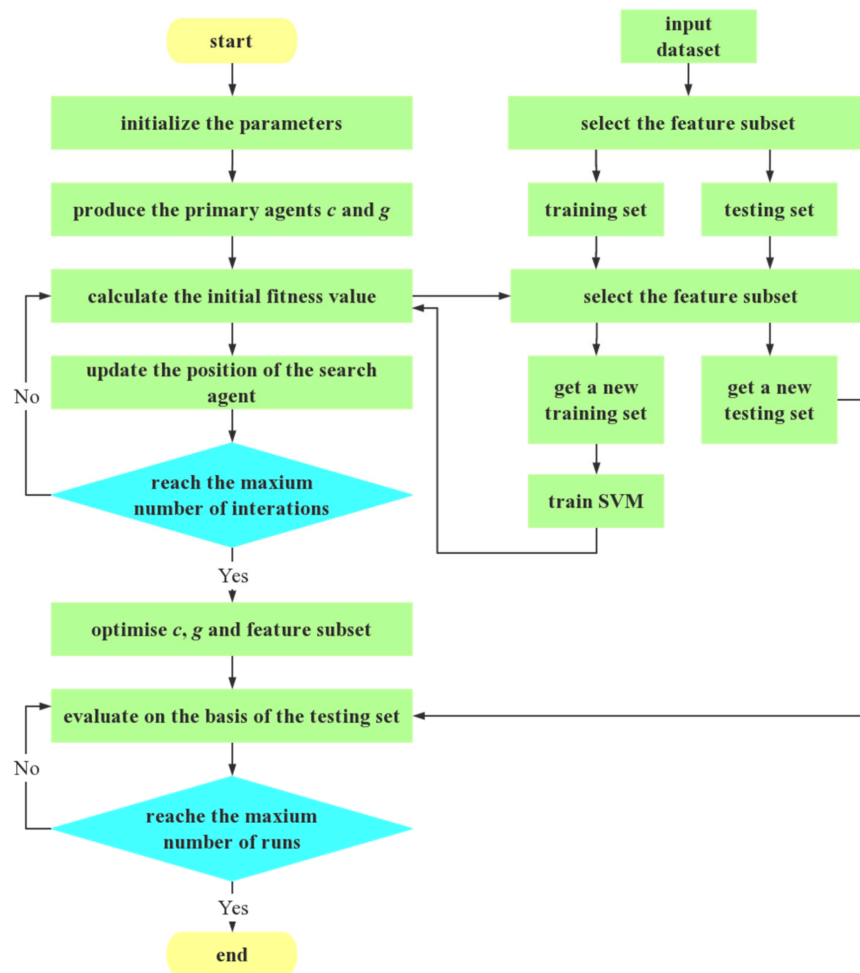 start
initialize the parameters
produce the primary agents c and g
calculate the initial fitness value
update the position of the search
agent
No
reach the maxium
number of interations
Yes
optimise c, g and feature subset
evaluate on the basis of the testing set
No
reache the maxium
number of runs
Yes
end
input
dataset
select the feature subset
training set
testing set
select the feature subset
get a new
training set
get a new
testing set
train SVM